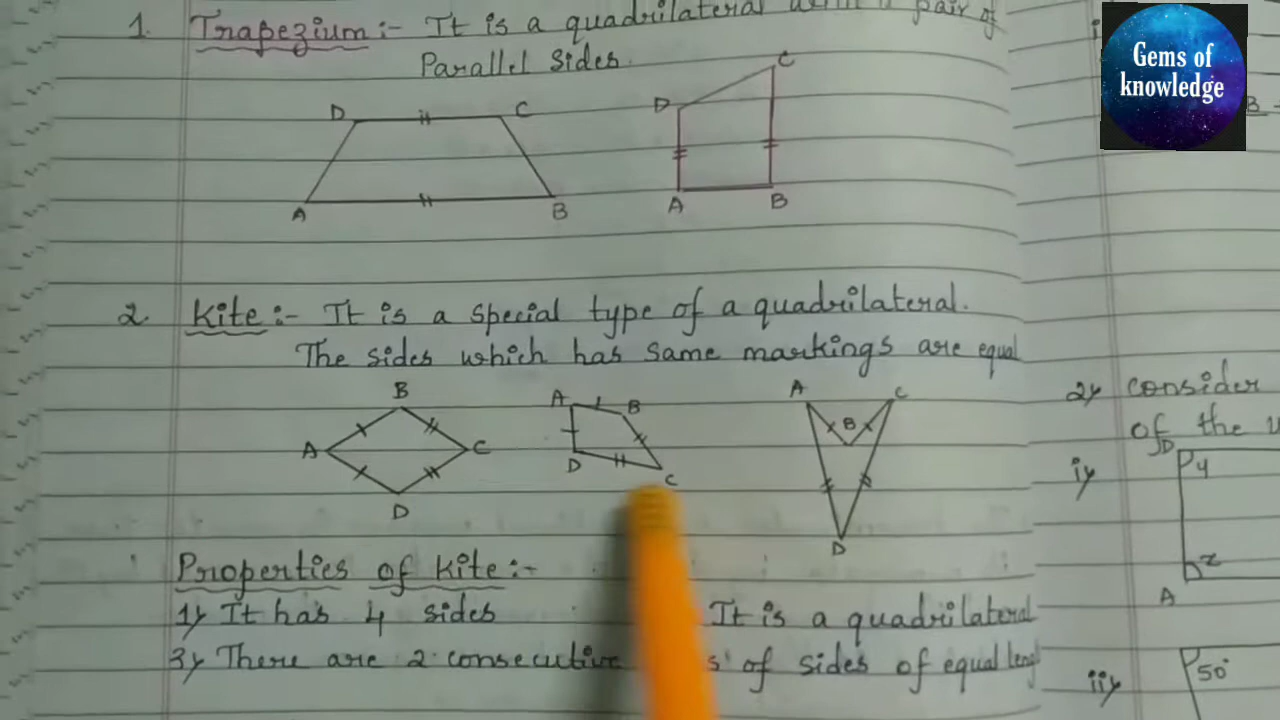 1. Trapezium:- It is a quadrilateral with a pair of
Parallel sides.
D C
A B
D C
A B
Gems of
knowledge
B
2. Kite:- It is a special type of a quadrilateral.
The sides which has same markings are equal
B
A C
D
A B
D C
A C
B
D
Properties of Kite:-
1) It has 4 sides It is a quadrilateral
3) There are 2 consecutive of sides of equal
2) consider
of the
i) D y
z
A
ii) 50°